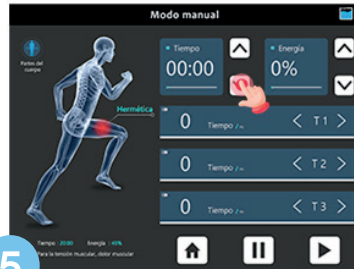 Modo manual
Partes del
cuerpo
Tiempo
00:00
Energía
0%
Hermética
0 Tiempo / < T1 >
0 Tiempo / < T2 >
0 Tiempo / < T3 >
Tiempo : 20:00 Energía : 45%
Para la tensión muscular, dolor muscular
5